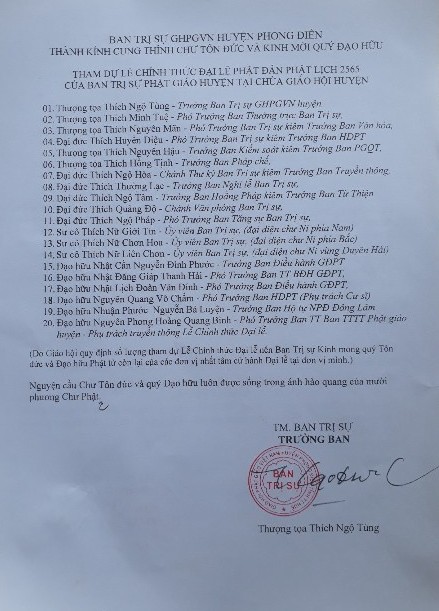 BAN TRỊ SỰ GHPGVN HUYỆN PHONG ĐIỀN
THÀNH KÍNH CUNG THỈNH CHƯ TÔN ĐỨC VÀ KÍNH MỜI QUÝ ĐẠO HỮU
THAM DỰ LỄ CHÍNH THỨC ĐẠI LỄ PHẬT ĐẢN PHẬT LỊCH 2565
CỦA BAN TRỊ SỰ PHẬT GIÁO HUYỆN TẠI CHÙA GIÁO HỘI HUYỆN
01. Thượng tọa Thích Ngộ Tùng - Trưởng Ban Trị sự GHPGVN huyện
02. Thượng tọa Thích Minh Tuệ - Phó Trưởng Ban Thường trực Ban Trị sự,
03. Thượng tọa Thích Nguyên Mãn - Phó Trưởng Ban Trị sự kiêm Trưởng Ban Văn hóa,
04. Đại đức Thích Huyền Diệu - Phó Trưởng Ban Trị sự kiêm Trưởng Ban HDPT
05. Thượng tọa Thích Nguyên Hậu - Trưởng Ban Kiểm soát kiêm Trưởng Ban PGQT,
06. Thượng tọa Thích Hồng Tịnh - Trưởng Ban Pháp chế,
07. Đại đức Thích Ngộ Hòa - Chánh Thư ký Ban Trị sự kiêm Trưởng Ban Truyền thông,
08. Đại đức Thích Thường Lạc - Trưởng Ban Nghi lễ Ban Trị sự,
09. Đại đức Thích Ngộ Tâm - Trưởng Ban Hoằng Pháp kiêm Trưởng Ban Từ Thiện
10. Đại đức Thích Quảng Độ - Chánh Văn phòng Ban Trị sự,
11. Đại đức Thích Ngộ Pháp - Phó Trưởng Ban Tăng sự Ban Trị sự,
12. Sư cô Thích Nữ Giới Tín - Ủy viên Ban Trị sự, (đại diện chư Ni phía Nam)
13. Sư cô Thích Nữ Chơn Hoa - Ủy viên Ban Trị sự, (đại diện chư Ni phía Bắc)
14. Sư cô Thích Nữ Liên Chơn - Ủy viên Ban Trị sự, (đại diện chư Ni vùng Duyên Hải)
15. Đạo hữu Nhật Cần Nguyễn Đình Phước - Trưởng Ban Điều hành GĐPT
16. Đạo hữu Nhật Đăng Giáp Thanh Hải - Phó Trưởng Ban TT BĐH GĐPT,
17. Đạo hữu Nhật Lịch Đoàn Văn Đính - Phó Trưởng Ban Điều hành GĐPT,
18. Đạo hữu Nguyên Quang Võ Chẩm - Phó Trưởng Ban HDPT (Phụ trách Cư sĩ)
19. Đạo hữu Nhuận Phước Nguyễn Bá Luyện - Trưởng Ban Hộ tự NPĐ Đông Lâm
20. Đạo hữu Nguyên Phong Hoàng Quang Bình - Phó Trưởng Ban TT Ban TTTT Phật giáo
huyện - Phụ trách truyền thông Lễ Chính thức Đại lễ.
(Do Giáo hội quy định số lượng tham dự Lễ Chính thức Đại lễ nên Ban Trị sự Kính mong quý Tôn
đức và Đạo hữu Phật tử còn lại của các đơn vị nhất tâm cử hành Đại lễ tại đơn vị mình.)
Nguyện cầu Chư Tôn đức và quý Đạo hữu luôn được sống trong ánh hào quang của mười
phương Chư Phật.
TM. BAN TRỊ SỰ
TRƯỞNG BAN
BAN
TRỊ SỰ
Thượng tọa Thích Ngộ Tùng